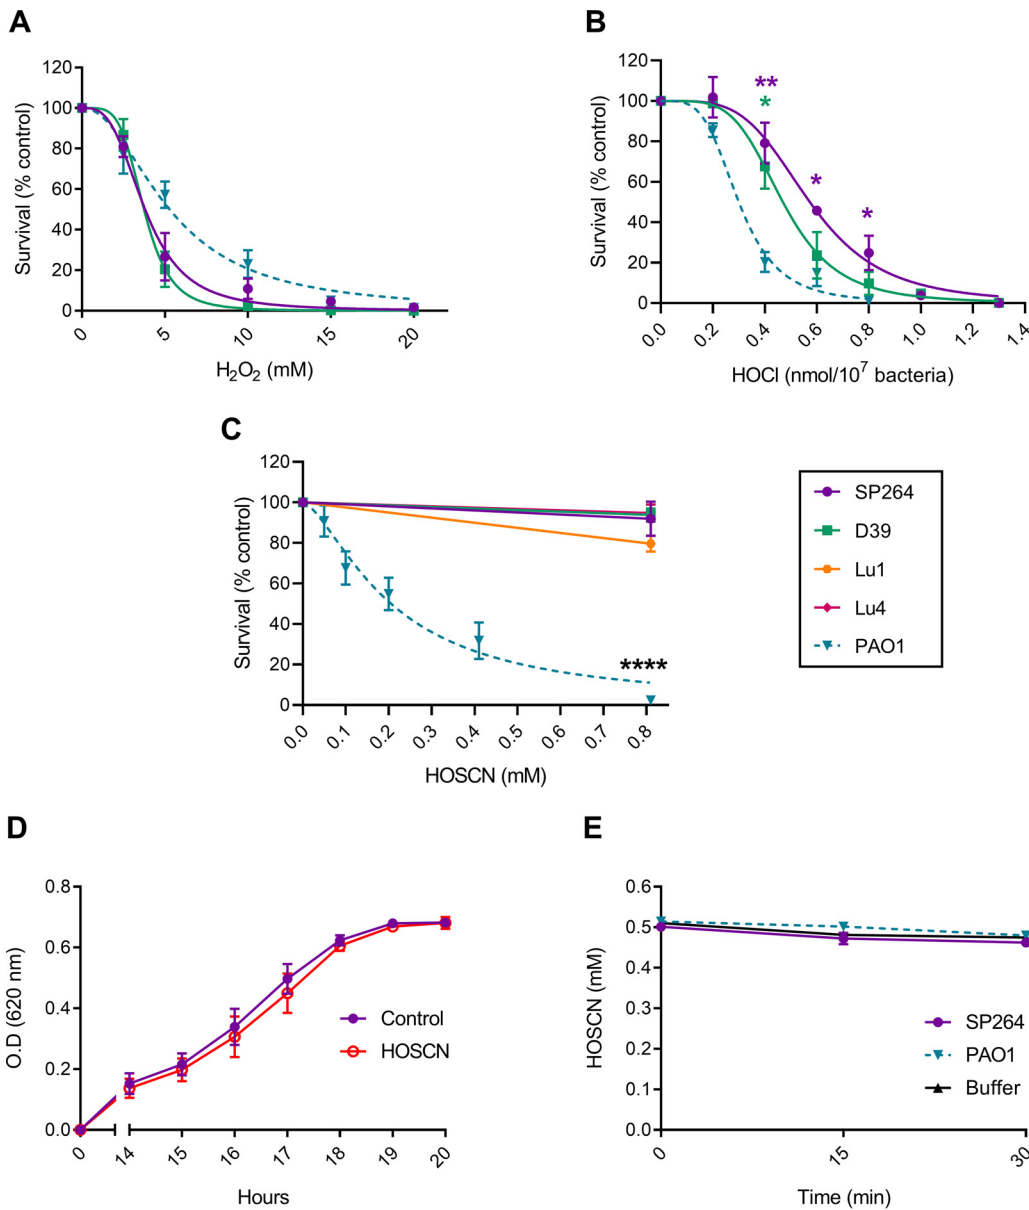 A
120
100
80
60
40
20
0
Survival (% control)
0 5 10 15 20
H2O2 (mM)
B
120
100
80
60
40
20
0
Survival (% control)
**
*
*
*
0.0 0.2 0.4 0.6 0.8 1.0 1.2 1.4
HOCl (nmol/10^7 bacteria)
C
120
100
80
60
40
20
0
Survival (% control)
****
0.0 0.1 0.2 0.3 0.4 0.5 0.6 0.7 0.8
HOSCN (mM)
SP264
D39
Lu1
Lu4
PAO1
D
0.8
0.6
0.4
0.2
0.0
O.D (620 nm)
Control
HOSCN
0 14 15 16 17 18 19 20
Hours
E
0.6
0.5
0.4
0.3
0.2
0.1
0.0
HOSCN (mM)
SP264
PAO1
Buffer
0 15 30
Time (min)